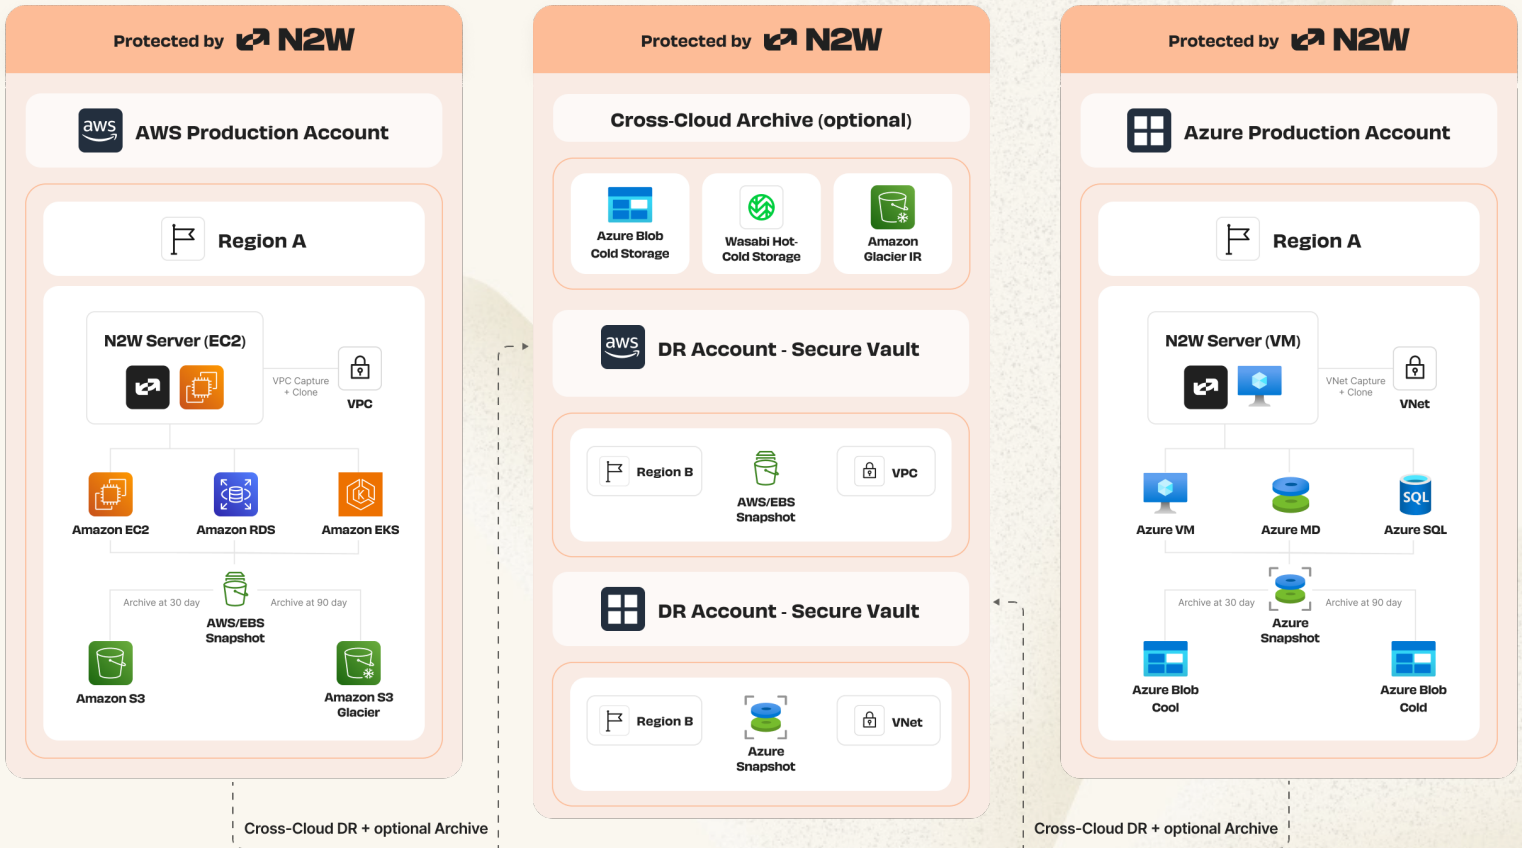 Protected by N2W
aws AWS Production Account
Region A
N2W Server (EC2)
VPC Capture
+ Clone
VPC
Amazon EC2
Amazon RDS
K
Amazon EKS
Archive at 30 day
Archive at 90 day
AWS/EBS
Snapshot
Amazon S3
Amazon S3
Glacier
Cross-Cloud DR + optional Archive
Protected by N2W
Cross-Cloud Archive (optional)
Azure Blob
Cold Storage
Wasabi Hot-
Cold Storage
Amazon
Glacier IR
aws DR Account - Secure Vault
Region B
AWS/EBS
Snapshot
VPC
DR Account - Secure Vault
Region B
Azure
Snapshot
VNet
Protected by N2W
Azure Production Account
Region A
N2W Server (VM)
VNet Capture
+ Clone
VNet
Azure VM
Azure MD
SQL
Azure SQL
Archive at 30 day
Archive at 90 day
Azure
Snapshot
Azure Blob
Cool
Azure Blob
Cold
Cross-Cloud DR + optional Archive